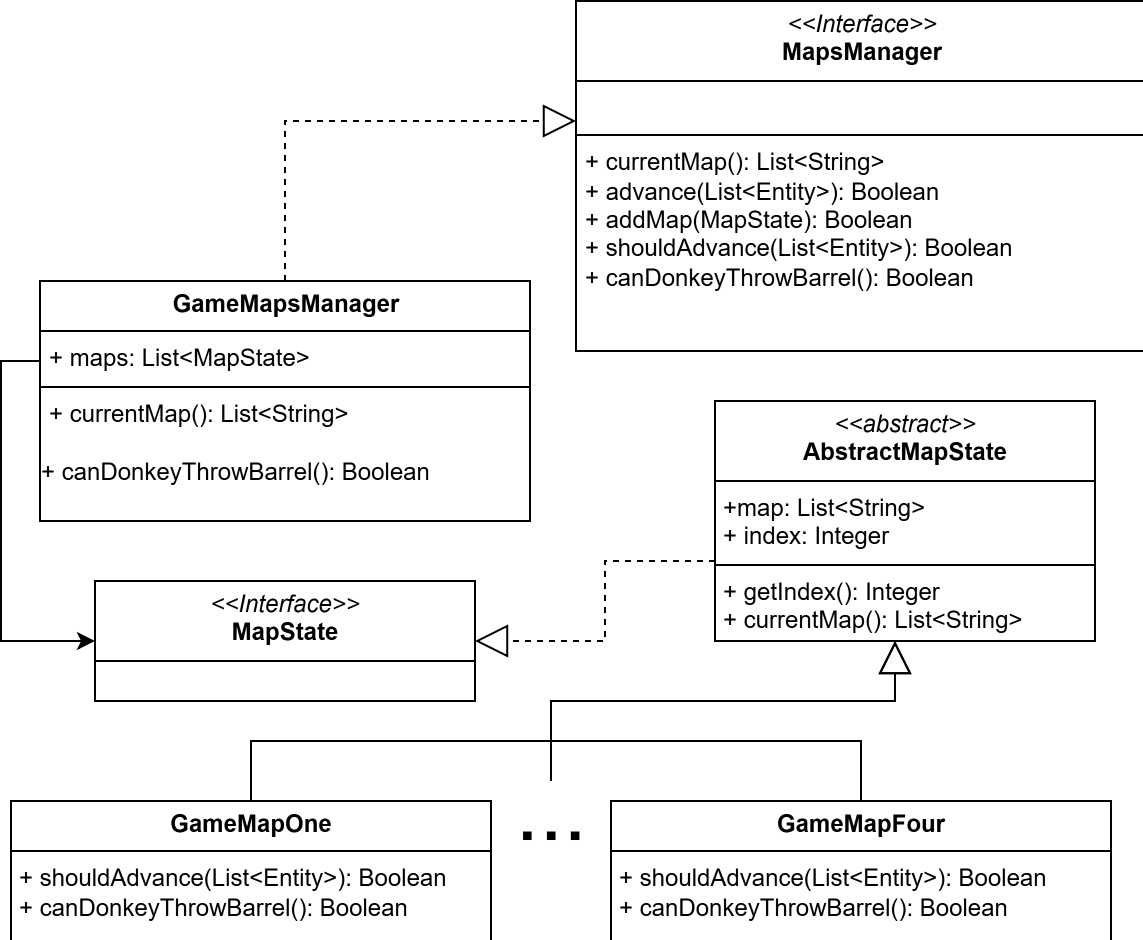 <<Interface>>
MapsManager
+ currentMap(): List<String>
+ advance(List<Entity>): Boolean
+ addMap(MapState): Boolean
+ shouldAdvance(List<Entity>): Boolean
+ canDonkeyThrowBarrel(): Boolean
GameMapsManager
+ maps: List<MapState>
+ currentMap(): List<String>
+ canDonkeyThrowBarrel(): Boolean
<<abstract>>
AbstractMapState
+map: List<String>
+ index: Integer
+ getIndex(): Integer
+ currentMap(): List<String>
<<Interface>>
MapState
GameMapOne
+ shouldAdvance(List<Entity>): Boolean
+ canDonkeyThrowBarrel(): Boolean
...
GameMapFour
+ shouldAdvance(List<Entity>): Boolean
+ canDonkeyThrowBarrel(): Boolean